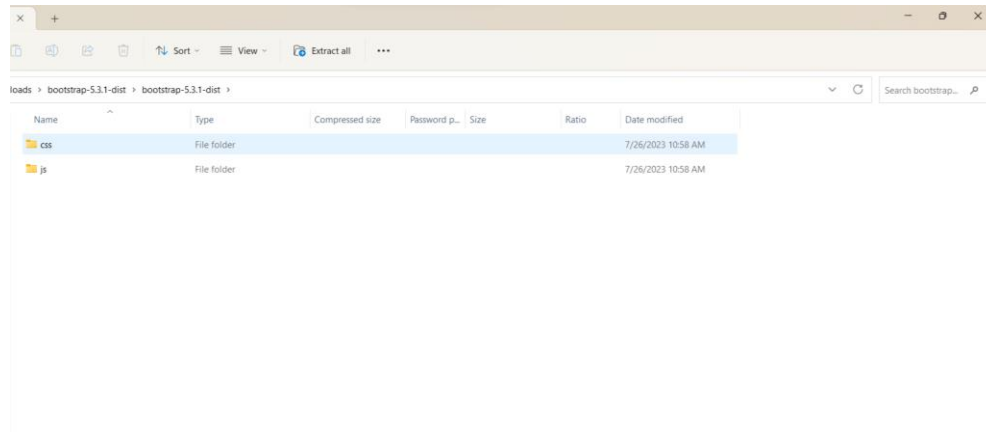 Sort View Extract all
loads > bootstrap-5.3.1-dist > bootstrap-5.3.1-dist > Search bootstrap...
Name Type Compressed size Password p... Size Ratio Date modified
css File folder 7/26/2023 10:58 AM
js File folder 7/26/2023 10:58 AM